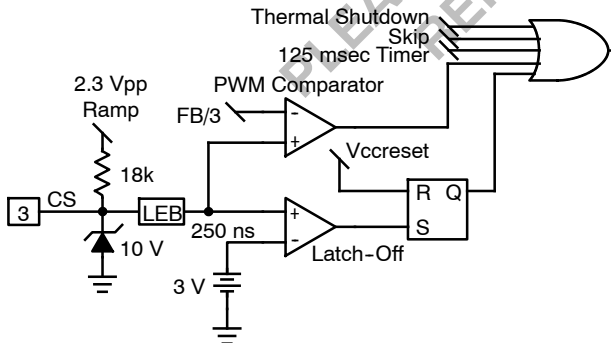 Thermal Shutdown
Skip
125 msec Timer
2.3 Vpp
Ramp
PWM Comparator
FB/3
-
+
Vccreset
18k
3
CS
LEB
250 ns
R Q
S
+
-
10 V
Latch-Off
3 V